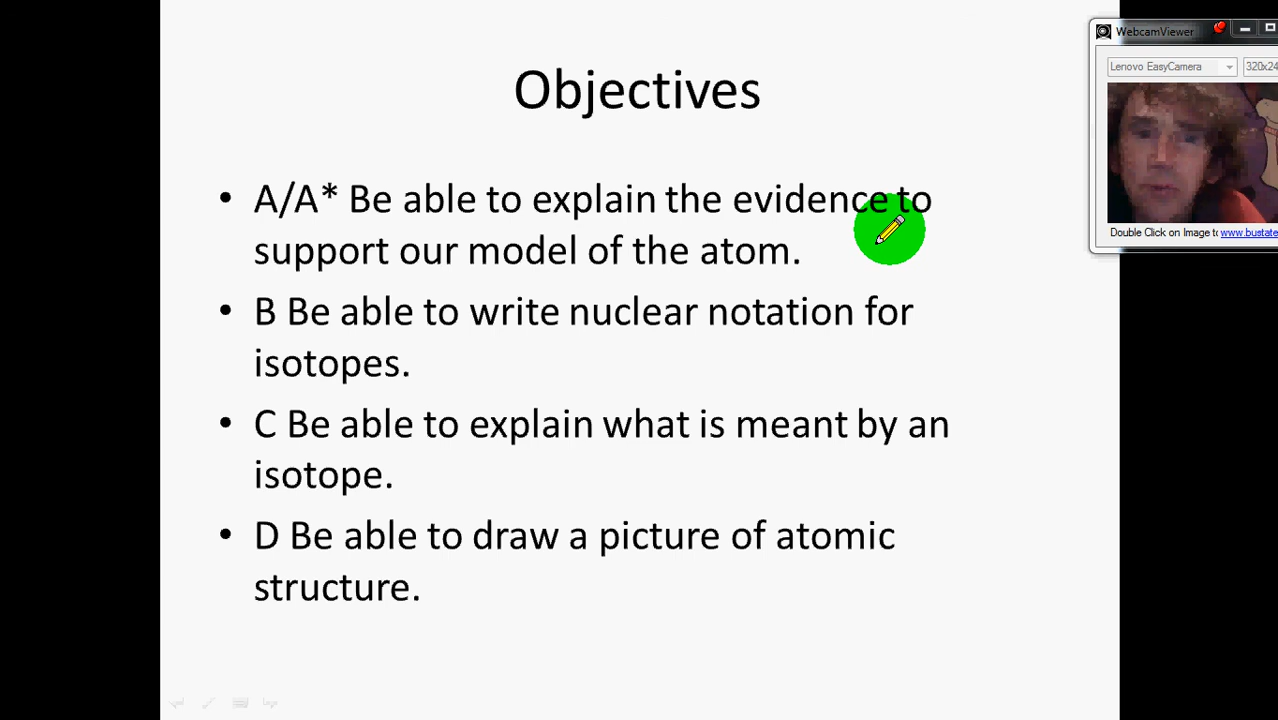 Objectives
• A/A* Be able to explain the evidence to
support our model of the atom.
• B Be able to write nuclear notation for
isotopes.
• C Be able to explain what is meant by an
isotope.
• D Be able to draw a picture of atomic
structure.
WebcamViewer
Lenovo EasyCamera
320x24
Double Click on Image to www.bustate